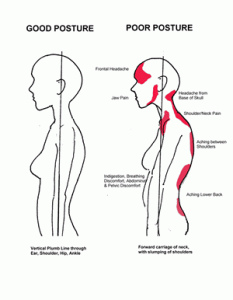 GOOD POSTURE
POOR POSTURE
Frontal Headache
Jaw Pain
Headache from
Base of Skull
Shoulder/Neck Pain
Aching between
Shoulders
Indigestion, Breathing
Discomfort, Abdominal
& Pelvic Discomfort
Aching Lower Back
Vertical Plumb Line through
Ear, Shoulder, Hip, Ankle
Forward carriage of neck,
with slumping of shoulders